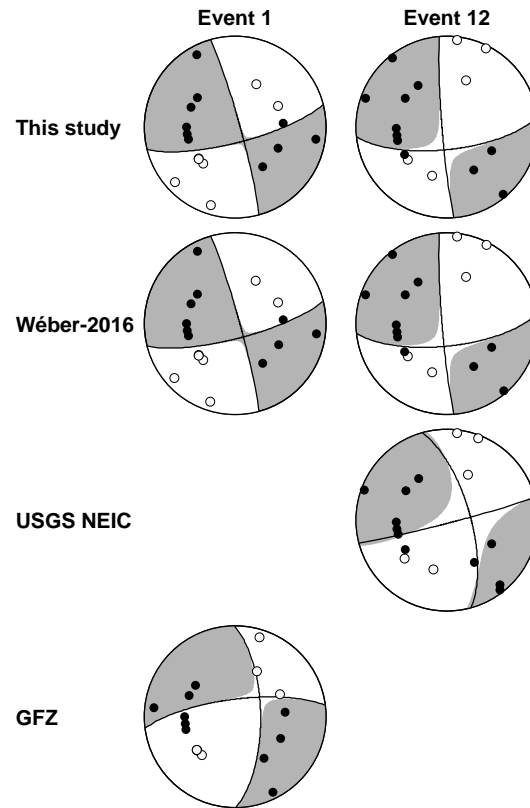 Event 1 Event 12
This study
Wéber-2016
USGS NEIC
GFZ